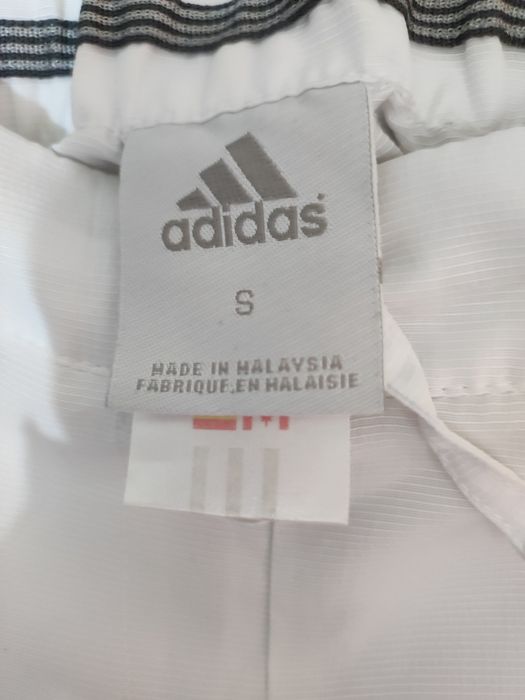 adidas
S
MADE IN MALAYSIA
FABRIQUE.EN MALAISIE